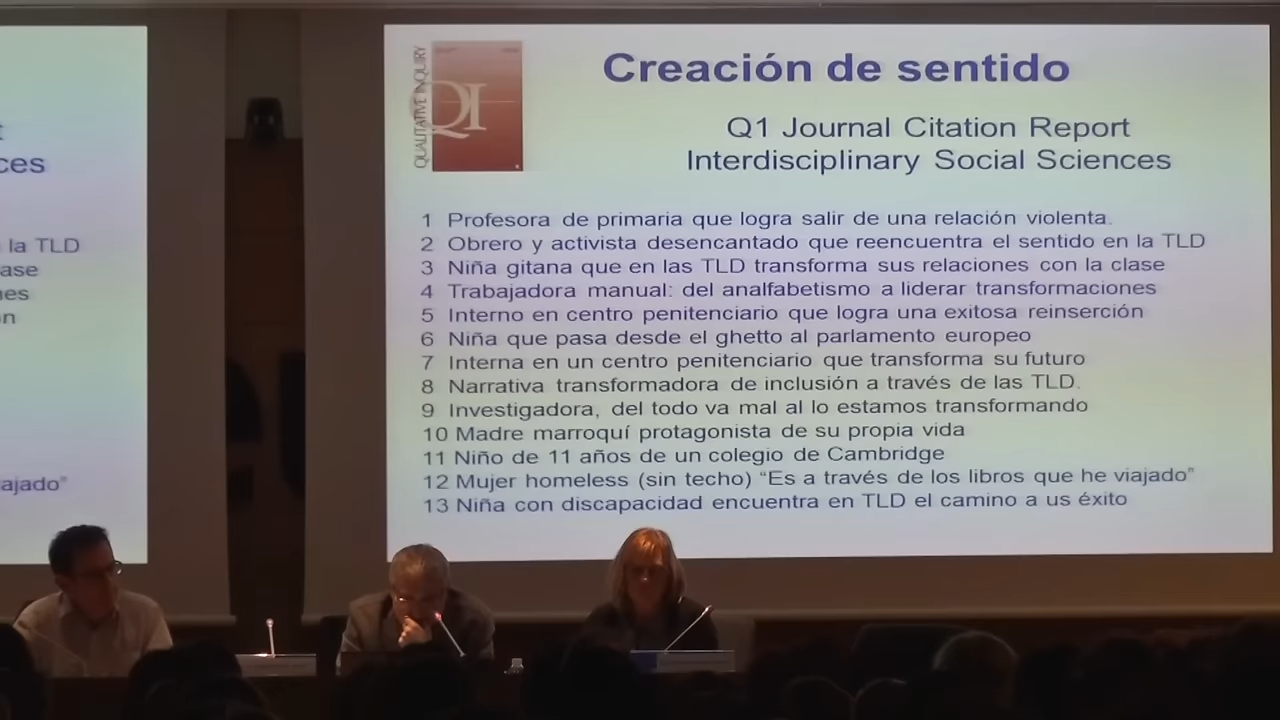 ces
la TLD
ase
nes
n
ajado”
QUALITATIVE INQUIRY
QI
Creación de sentido
Q1 Journal Citation Report
Interdisciplinary Social Sciences
1 Profesora de primaria que logra salir de una relación violenta.
2 Obrero y activista desencantado que reencuentra el sentido en la TLD
3 Niña gitana que en las TLD transforma sus relaciones con la clase
4 Trabajadora manual: del analfabetismo a liderar transformaciones
5 Interno en centro penitenciario que logra una exitosa reinserción
6 Niña que pasa desde el ghetto al parlamento europeo
7 Interna en un centro penitenciario que transforma su futuro
8 Narrativa transformadora de inclusión a través de las TLD.
9 Investigadora, del todo va mal al lo estamos transformando
10 Madre marroquí protagonista de su propia vida
11 Niño de 11 años de un colegio de Cambridge
12 Mujer homeless (sin techo) “Es a través de los libros que he viajado”
13 Niña con discapacidad encuentra en TLD el camino a us éxito